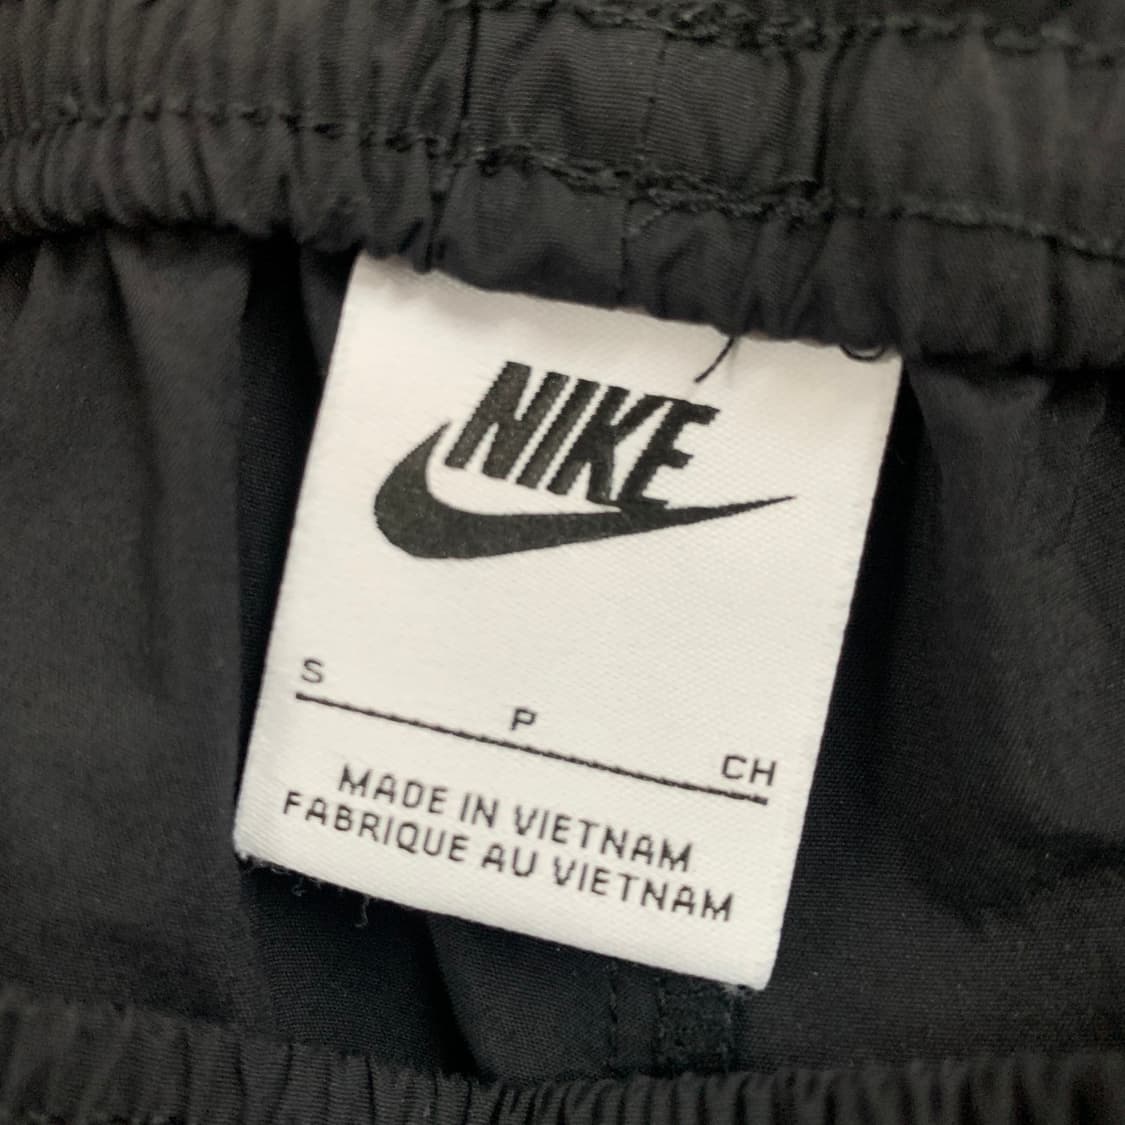 NIKE
S P CH
MADE IN VIETNAM
FABRIQUE AU VIETNAM